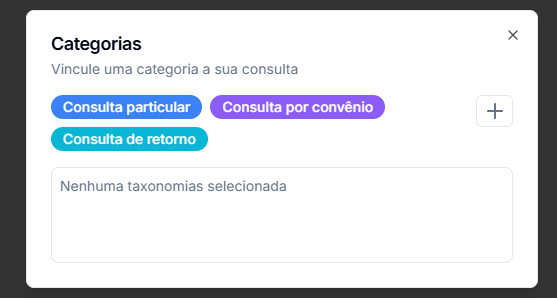 Categorias
Vincule uma categoria a sua consulta
Consulta particular
Consulta por convênio
Consulta de retorno
Nenhuma taxonomias selecionada